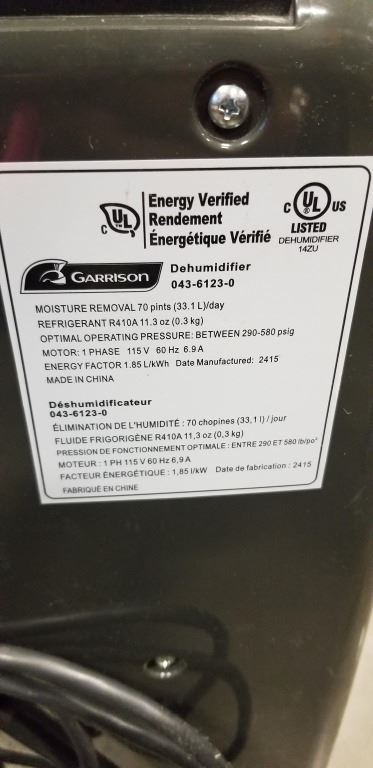 C UL TM
Energy Verified
Rendement
Énergétique Vérifié
C UL ® US
LISTED
DEHUMIDIFIER
14ZU
GARRISON
Dehumidifier
043-6123-0
MOISTURE REMOVAL 70 pints (33.1 L)/day
REFRIGERANT R410A 11.3 oz (0.3 kg)
OPTIMAL OPERATING PRESSURE: BETWEEN 290-580 psig
MOTOR: 1 PHASE 115 V 60 Hz 6.9 A
ENERGY FACTOR 1.85 L/kWh Date Manufactured: 2415
MADE IN CHINA
Déshumidificateur
043-6123-0
ÉLIMINATION DE L'HUMIDITÉ : 70 chopines (33,1 l) / jour
FLUIDE FRIGORIGÈNE R410A 11,3 oz (0,3 kg)
PRESSION DE FONCTIONNEMENT OPTIMALE : ENTRE 290 ET 580 lb/po²
MOTEUR : 1 PH 115 V 60 Hz 6,9 A
FACTEUR ÉNERGÉTIQUE : 1,85 l/kW Date de fabrication : 2415
FABRIQUÉ EN CHINE